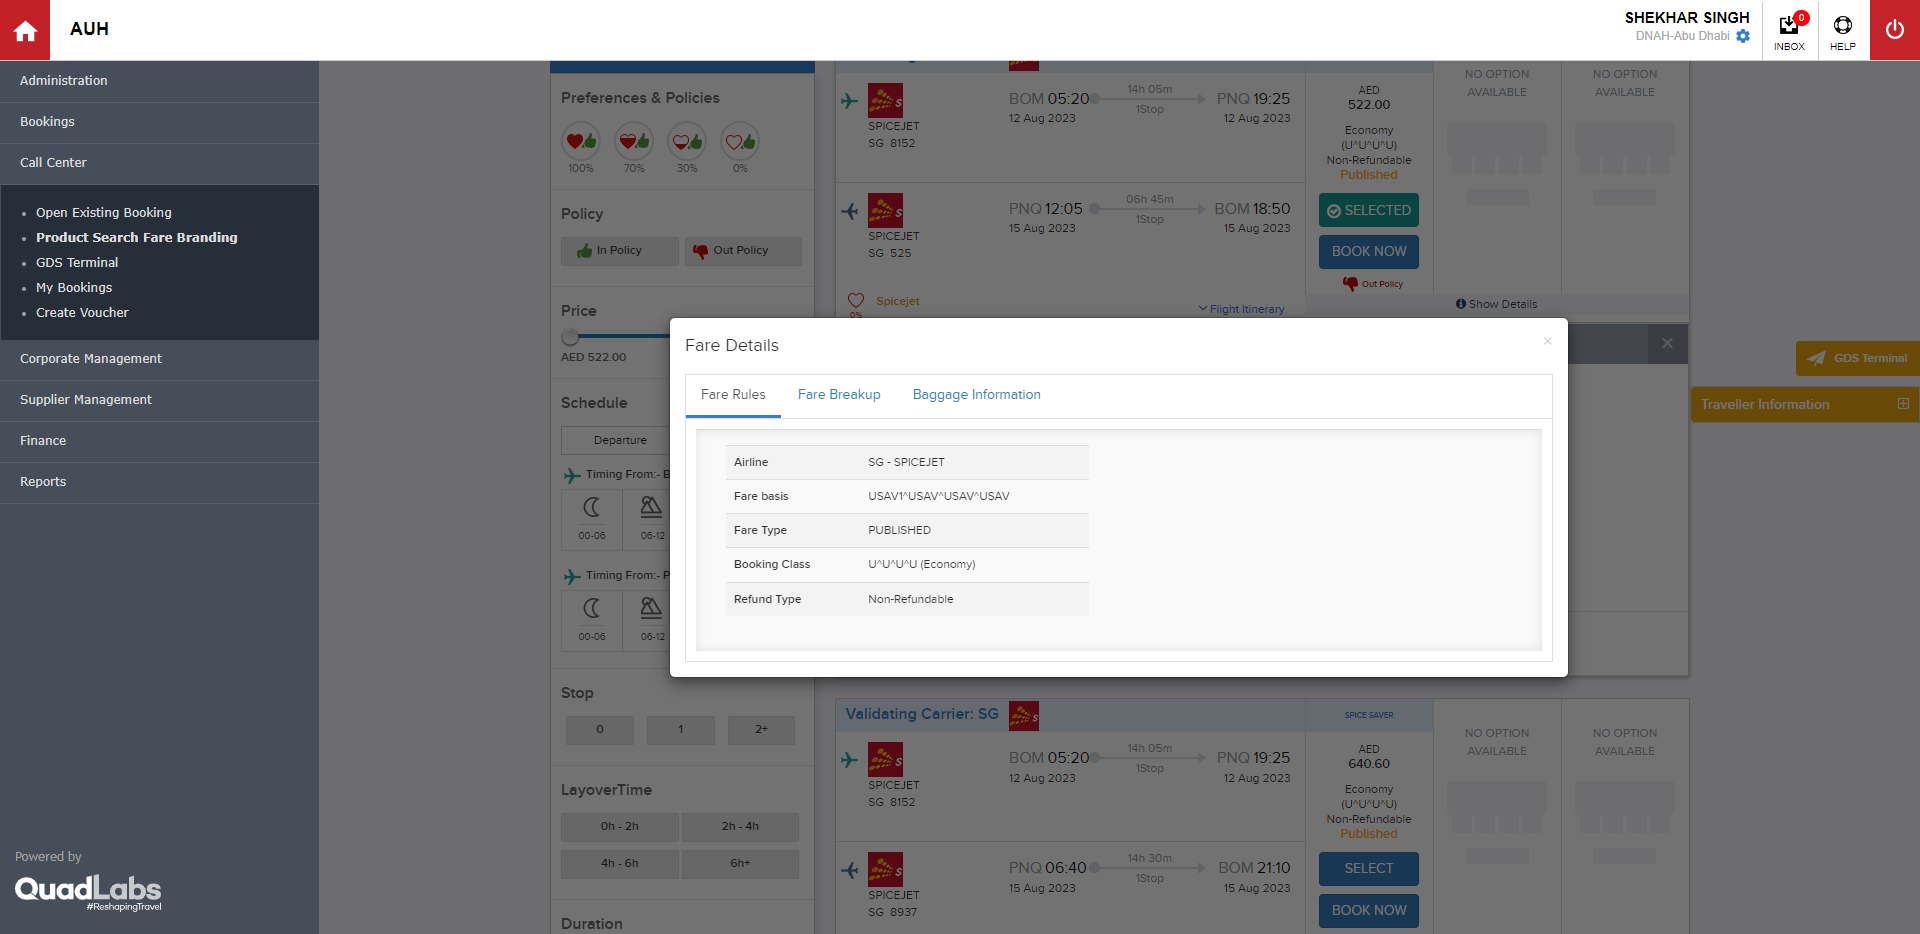 AUH
SHEKHAR SINGH
DNAH-Abu Dhabi
0
INBOX
HELP
Administration
Bookings
Call Center
Open Existing Booking
Product Search Fare Branding
GDS Terminal
My Bookings
Create Voucher
Corporate Management
Supplier Management
Finance
Reports
Powered by
QuadLabs
#ReshapingTravel
Preferences & Policies
100% 70% 30% 0%
Policy
In Policy Out Policy
Price
AED 522.00
Schedule
Departure
Timing From:- B
00-06 06-12
Timing From:- P
00-06 06-12
Stop
0 1 2+
LayoverTime
0h - 2h 2h - 4h
4h - 6h 6h+
Duration
SPICEJET
SG 8152
BOM 05:20 14h 05m PNQ 19:25
12 Aug 2023 1Stop 12 Aug 2023
SPICEJET
SG 525
PNQ 12:05 06h 45m BOM 18:50
15 Aug 2023 1Stop 15 Aug 2023
0% Spicejet
Flight Itinerary
AED
522.00
Economy
(U^U^U^U)
Non-Refundable
Published
SELECTED
BOOK NOW
Out Policy
NO OPTION AVAILABLE
NO OPTION AVAILABLE
Show Details
GDS Terminal
Traveller Information
Fare Details
×
Fare Rules Fare Breakup Baggage Information
Airline SG - SPICEJET
Fare basis USAV1^USAV^USAV^USAV
Fare Type PUBLISHED
Booking Class U^U^U^U (Economy)
Refund Type Non-Refundable
Validating Carrier: SG
SPICE SAVER
SPICEJET
SG 8152
BOM 05:20 14h 05m PNQ 19:25
12 Aug 2023 1Stop 12 Aug 2023
SPICEJET
SG 8937
PNQ 06:40 14h 30m BOM 21:10
15 Aug 2023 1Stop 15 Aug 2023
AED
640.60
Economy
(U^U^U^U)
Non-Refundable
Published
SELECT
BOOK NOW
NO OPTION AVAILABLE
NO OPTION AVAILABLE